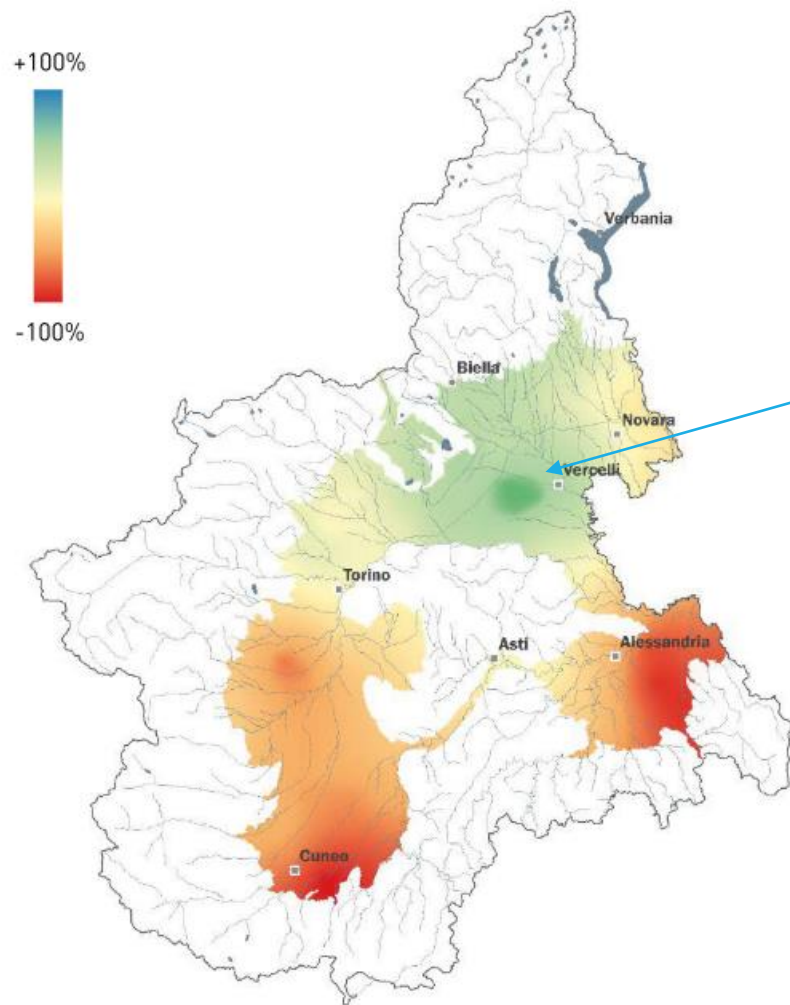 +100%
-100%
Verbania
Biella
Novara
Vercelli
Torino
Asti
Alessandria
Cuneo